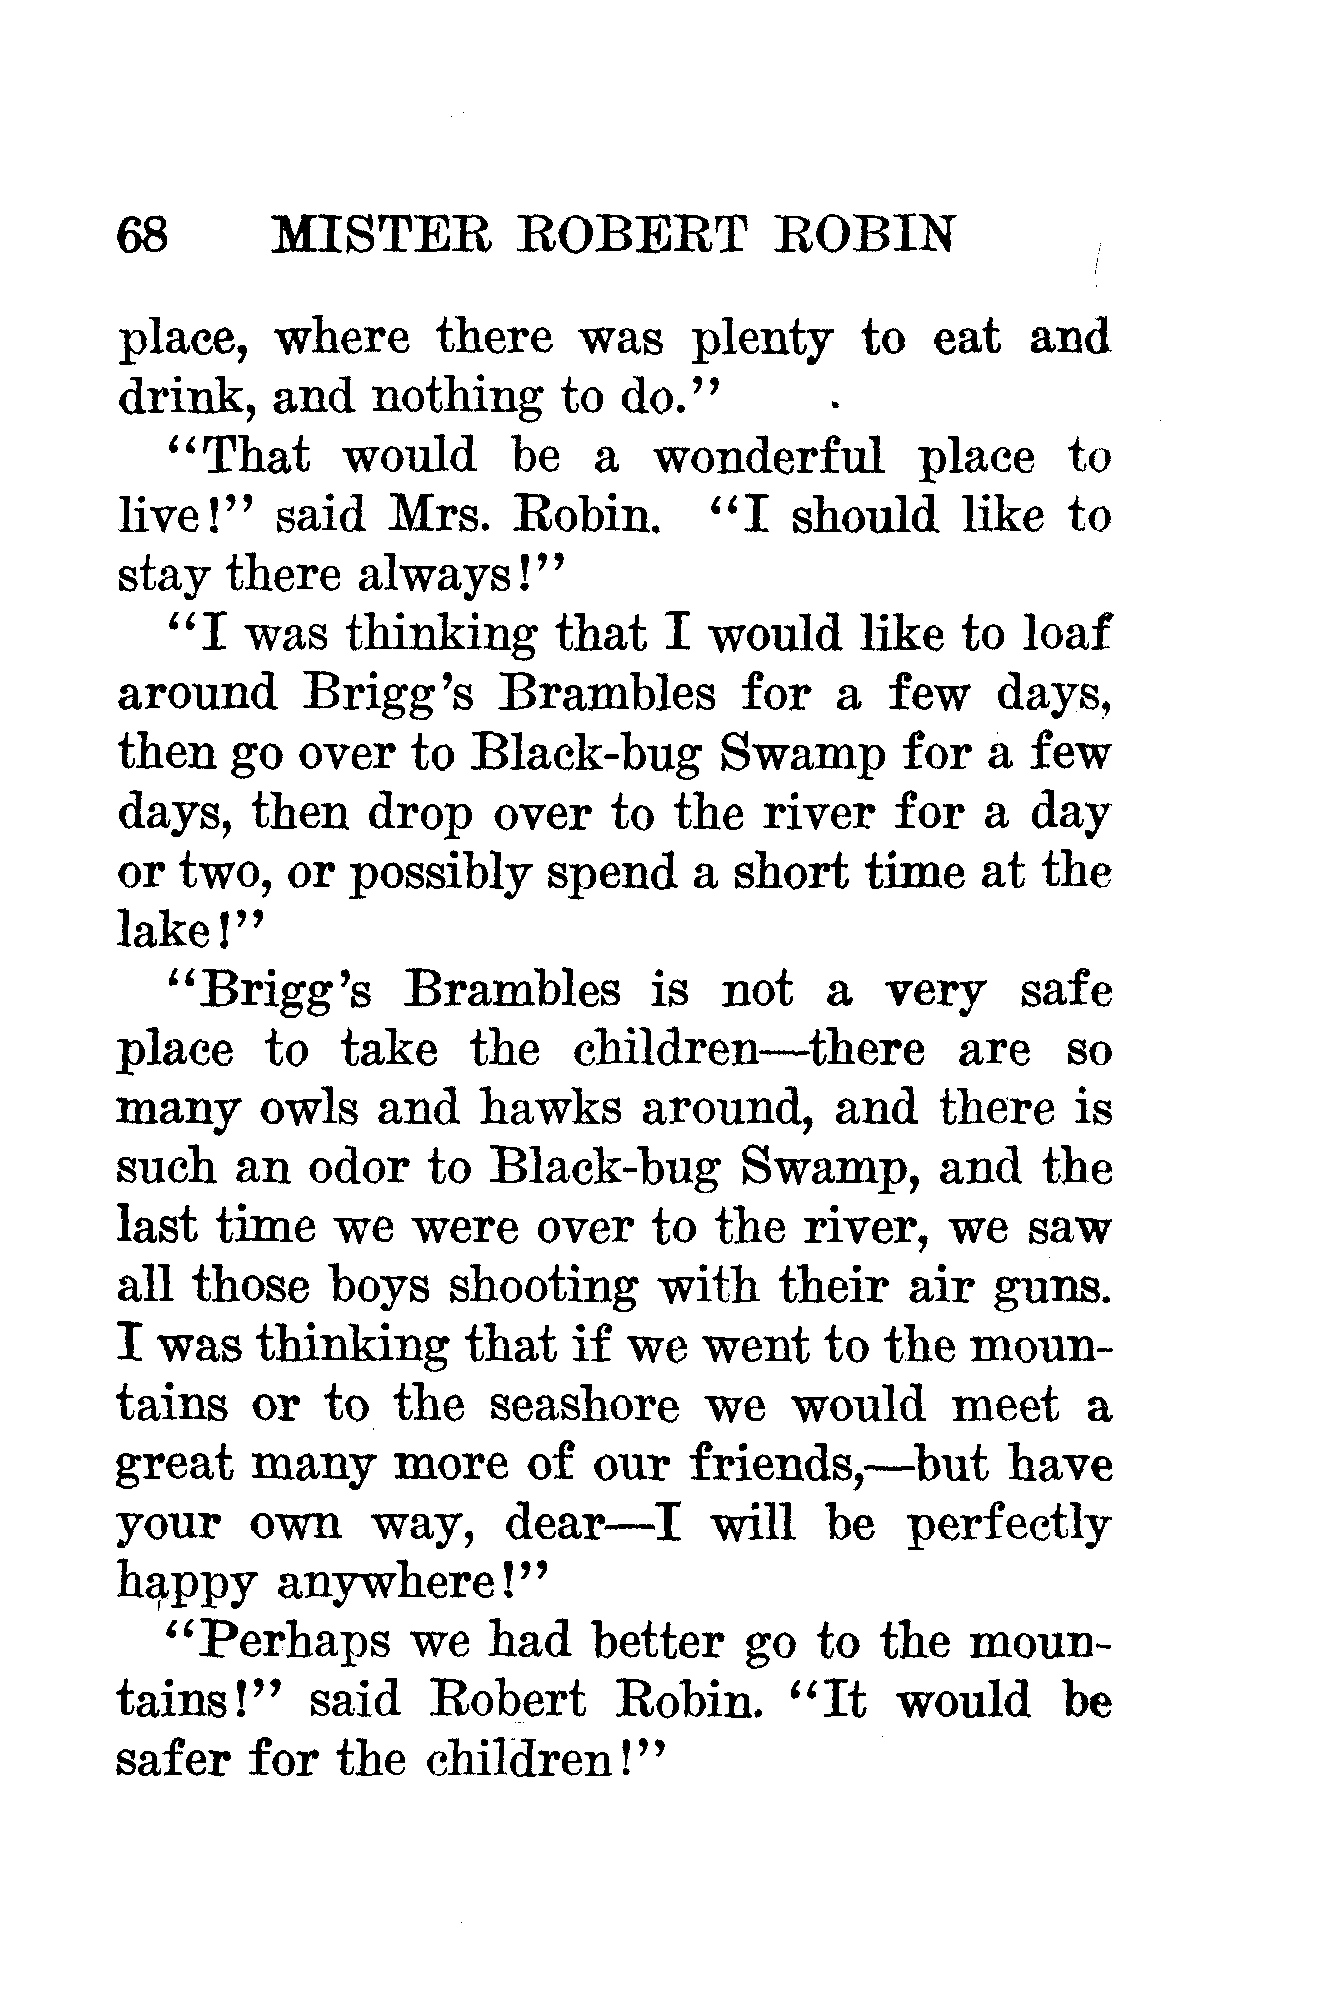 68 MISTER ROBERT ROBIN
place, where there was plenty to eat and
drink, and nothing to do.”
“That would be a wonderful place to
live!” said Mrs. Robin. “I should like to
stay there always!”
“I was thinking that I would like to loaf
around Brigg’s Brambles for a few days,
then go over to Black-bug Swamp for a few
days, then drop over to the river for a day
or two, or possibly spend a short time at the
lake!”
“Brigg’s Brambles is not a very safe
place to take the children—there are so
many owls and hawks around, and there is
such an odor to Black-bug Swamp, and the
last time we were over to the river, we saw
all those boys shooting with their air guns.
I was thinking that if we went to the moun-
tains or to the seashore we would meet a
great many more of our friends,—but have
your own way, dear—I will be perfectly
happy anywhere!”
“Perhaps we had better go to the moun-
tains!” said Robert Robin. “It would be
safer for the children!”